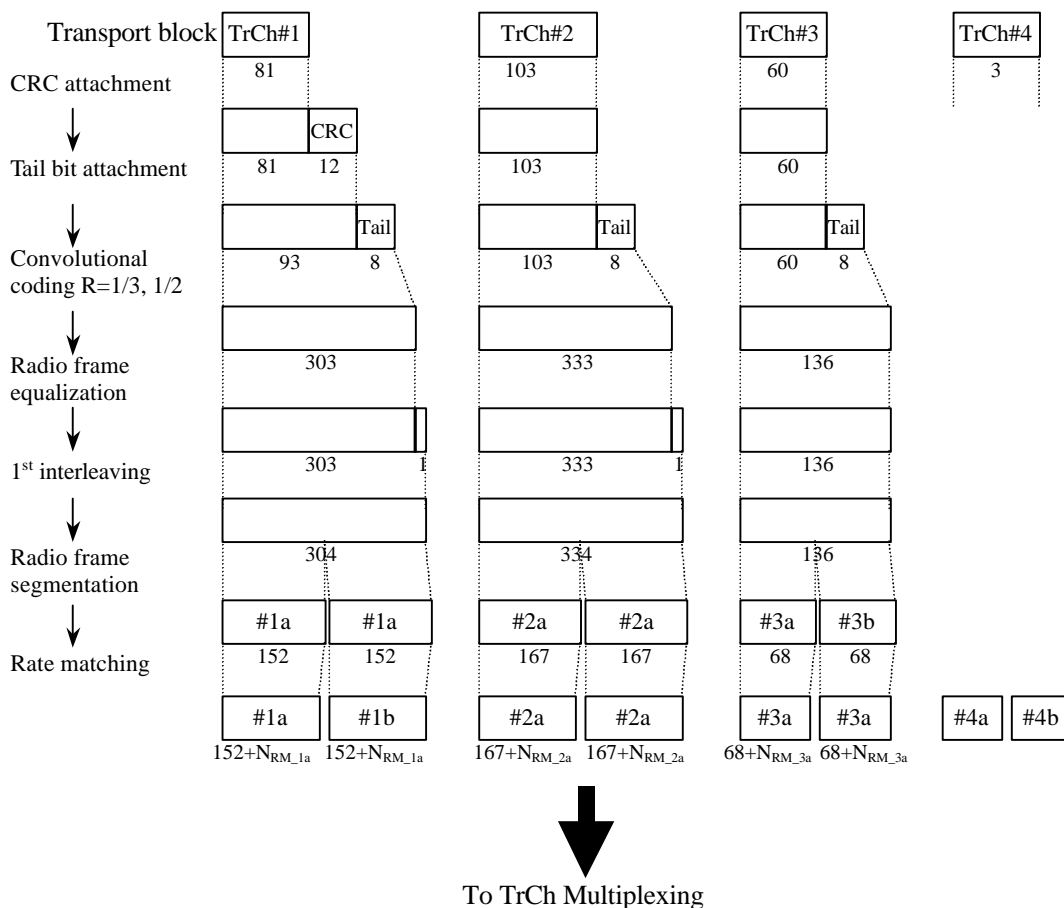 Transport block TrCh#1 TrCh#2 TrCh#3 TrCh#4
81 103 60 3
CRC attachment
CRC
81 12 103 60
Tail bit attachment
Tail Tail Tail
93 8 103 8 60 8
Convolutional
coding R=1/3, 1/2
303 333 136
Radio frame
equalization
303 1 333 1 136
1st interleaving
304 334 136
Radio frame
segmentation
#1a #1a #2a #2a #3a #3b
152 152 167 167 68 68
Rate matching
#1a #1b #2a #2a #3a #3a #4a #4b
152+NRM_1a 152+NRM_1a 167+NRM_2a 167+NRM_2a 68+NRM_3a 68+NRM_3a
To TrCh Multiplexing